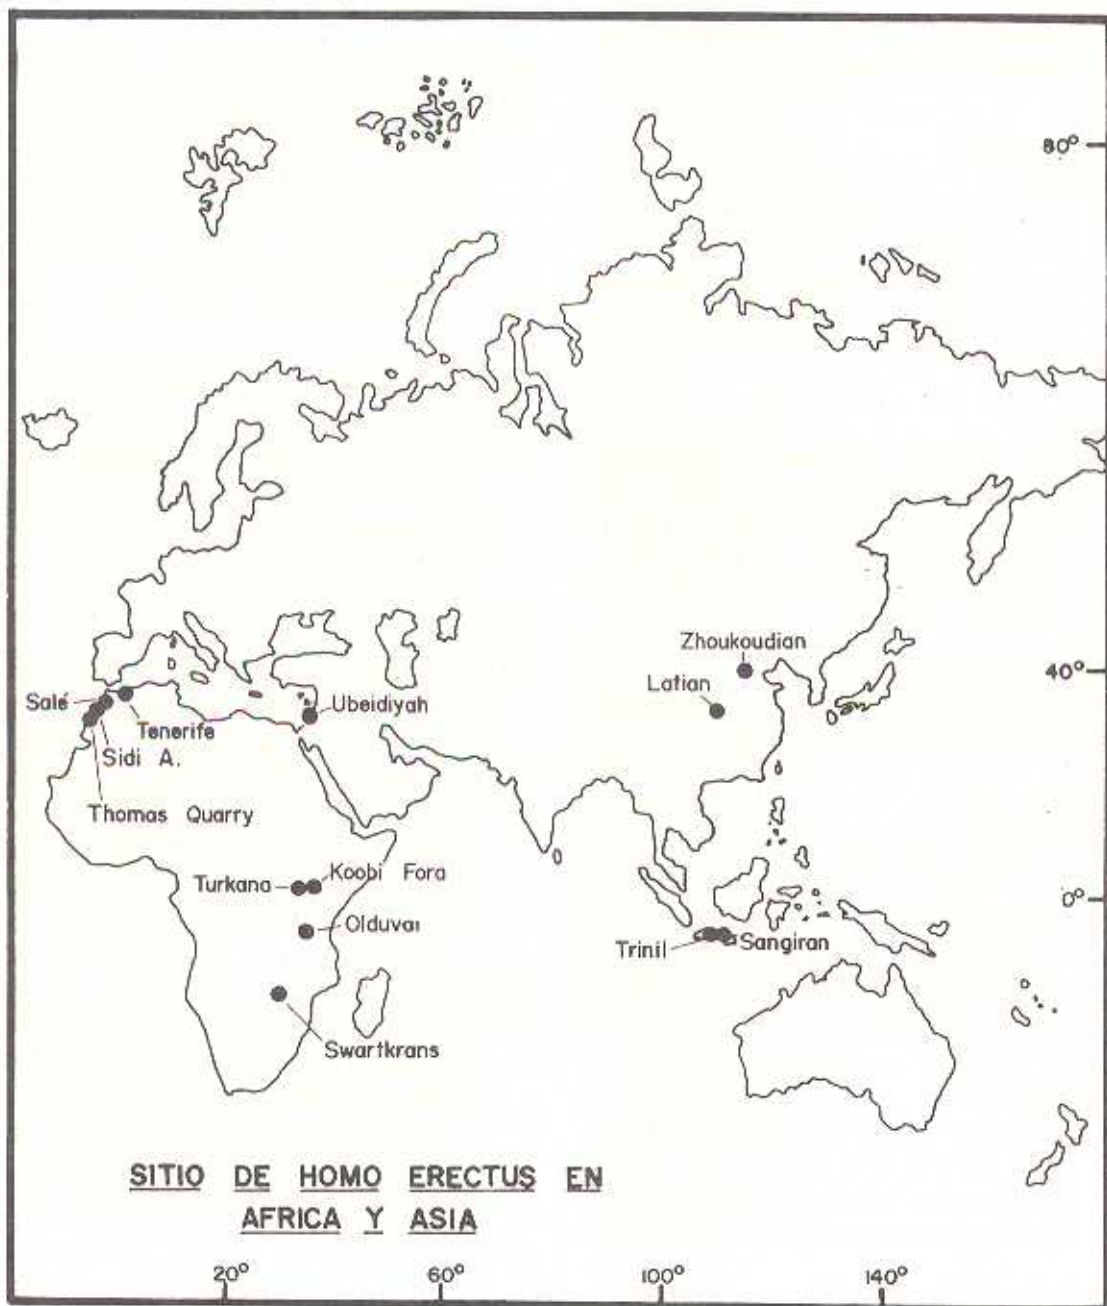 80°
Zhoukoudian
40°
Latian
Salé
Ubeidiyah
Tenerife
Sidi A.
Thomas Quarry
Koobi Fora
Turkana
0°
Olduvai
Sangiran
Trinil
Swartkrans
SITIO DE HOMO ERECTUS EN
AFRICA Y ASIA
20°
60°
100°
140°